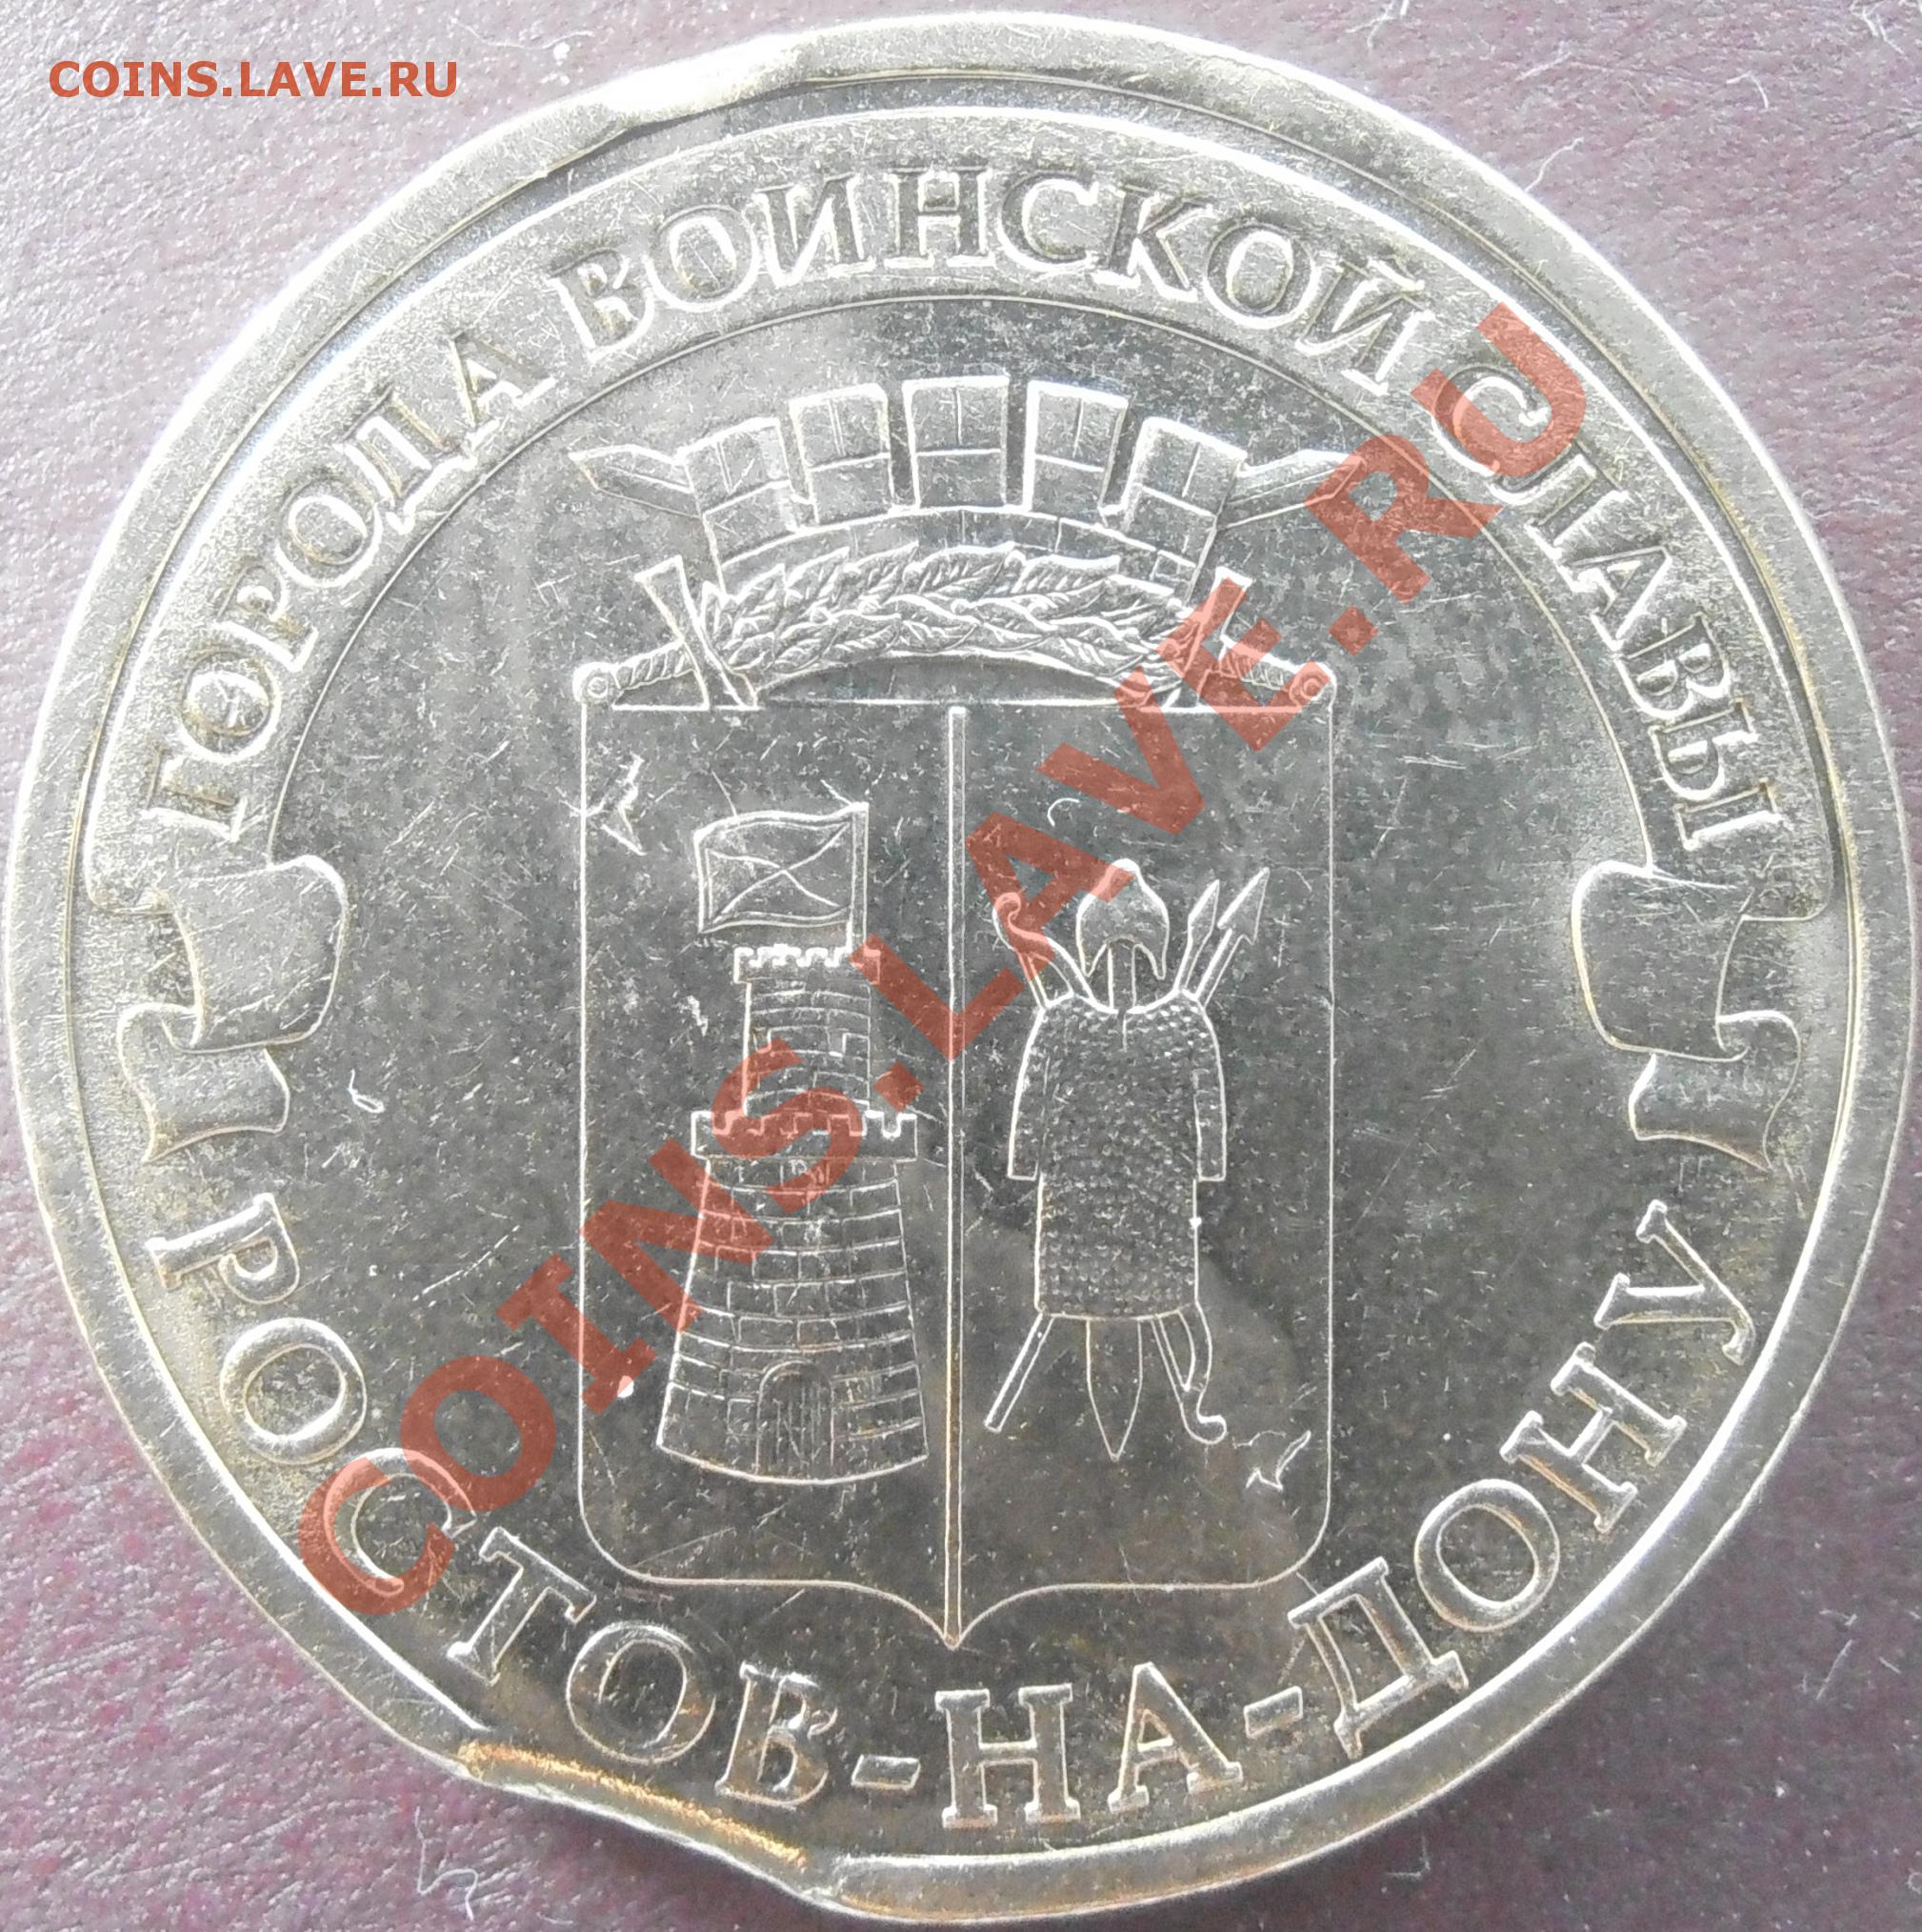 COINS.LAVE.RU
ГОРОДА ВОИНСКОЙ СЛАВЫ
COINS.LAVE.RU
РОСТОВ-НА-ДОНУ